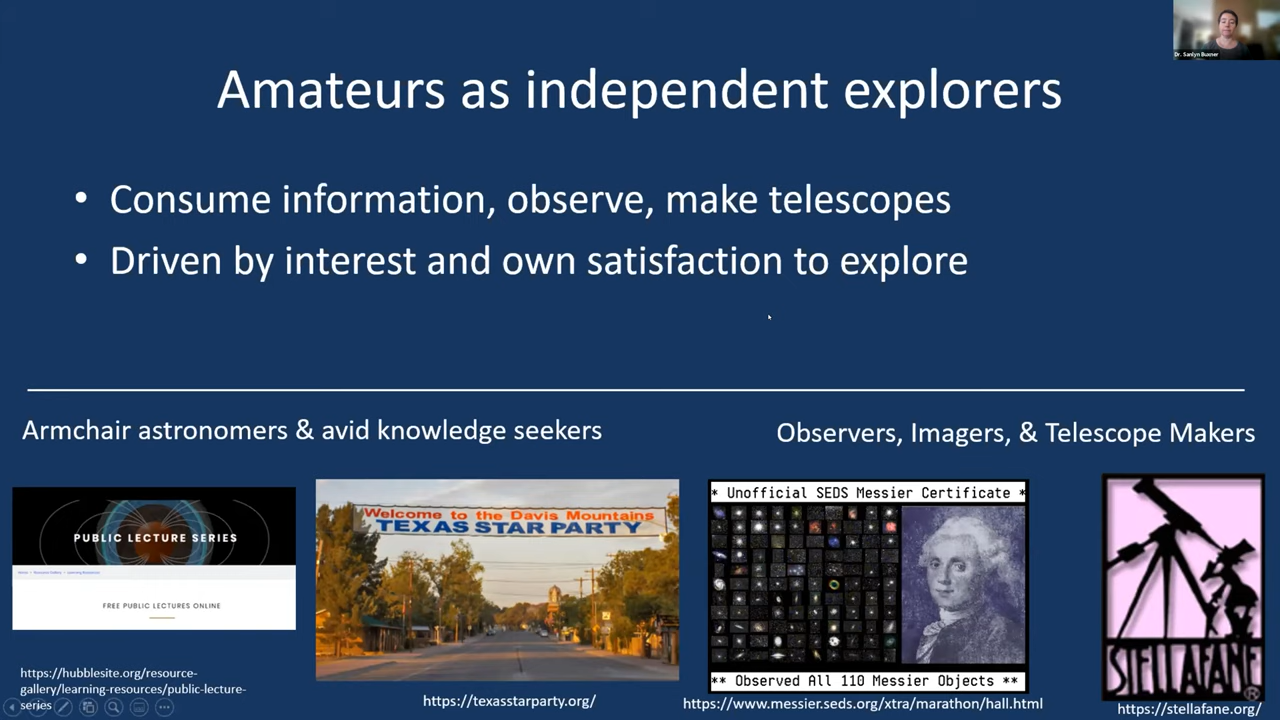 Dr. Sanlyn Buxner
Amateurs as independent explorers
• Consume information, observe, make telescopes
• Driven by interest and own satisfaction to explore
Armchair astronomers & avid knowledge seekers
Observers, Imagers, & Telescope Makers
PUBLIC LECTURE SERIES
FREE PUBLIC LECTURES ONLINE
https://hubblesite.org/resource-
gallery/learning-resources/public-lecture-
series
Welcome to the Davis Mountains
TEXAS STAR PARTY
https://texasstarparty.org/
* Unofficial SEDS Messier Certificate *
** Observed All 110 Messier Objects **
https://www.messier.seds.org/xtra/marathon/hall.html
STELLAFANE ®
https://stellafane.org/